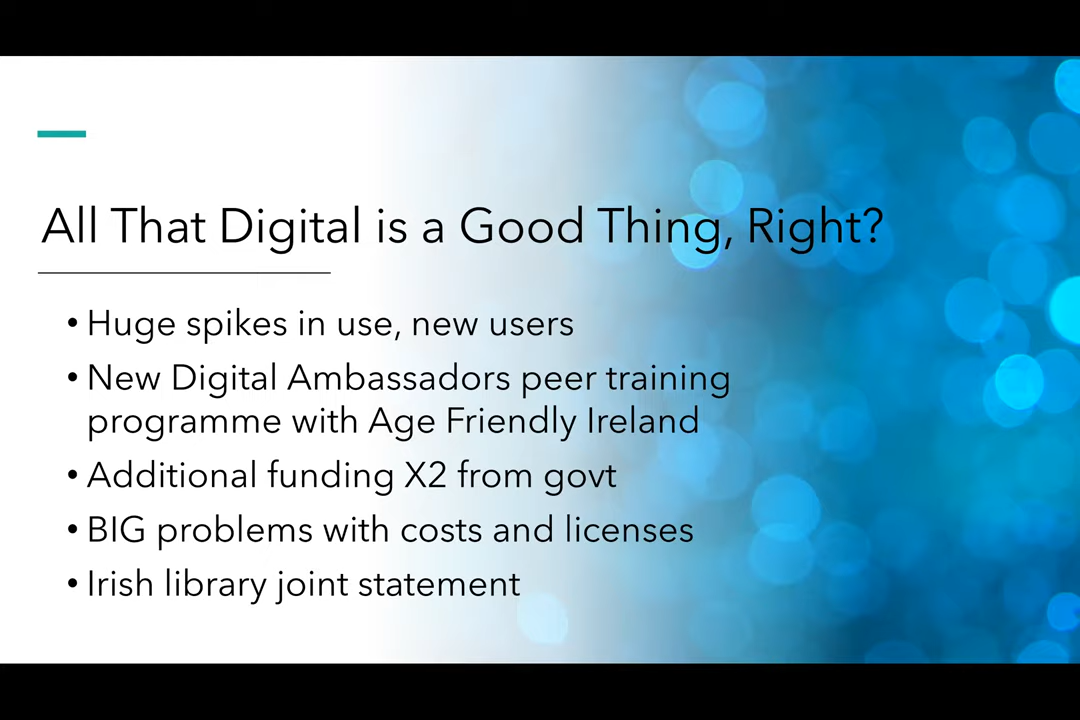 All That Digital is a Good Thing, Right?
• Huge spikes in use, new users
• New Digital Ambassadors peer training
programme with Age Friendly Ireland
• Additional funding X2 from govt
• BIG problems with costs and licenses
• Irish library joint statement